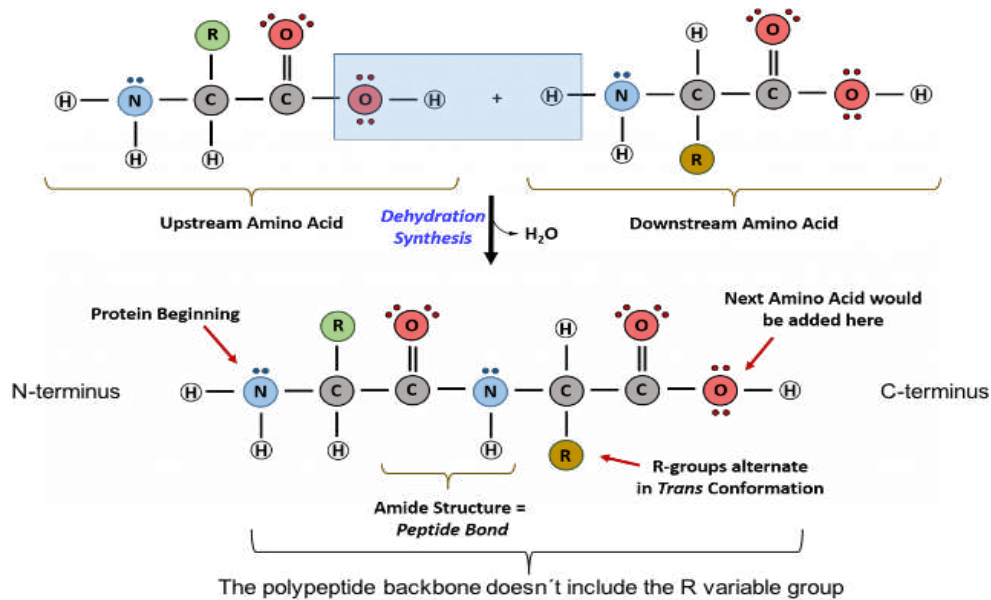 R O
H N C C O H + H N C C O H
H H H R
H O
Upstream Amino Acid
Downstream Amino Acid
Dehydration
Synthesis
H₂O
Protein Beginning
Next Amino Acid would
be added here
N-terminus
R O H O
H N C C N C C O H
H H H R
C-terminus
R-groups alternate
in Trans Conformation
Amide Structure =
Peptide Bond
The polypeptide backbone doesn´t include the R variable group